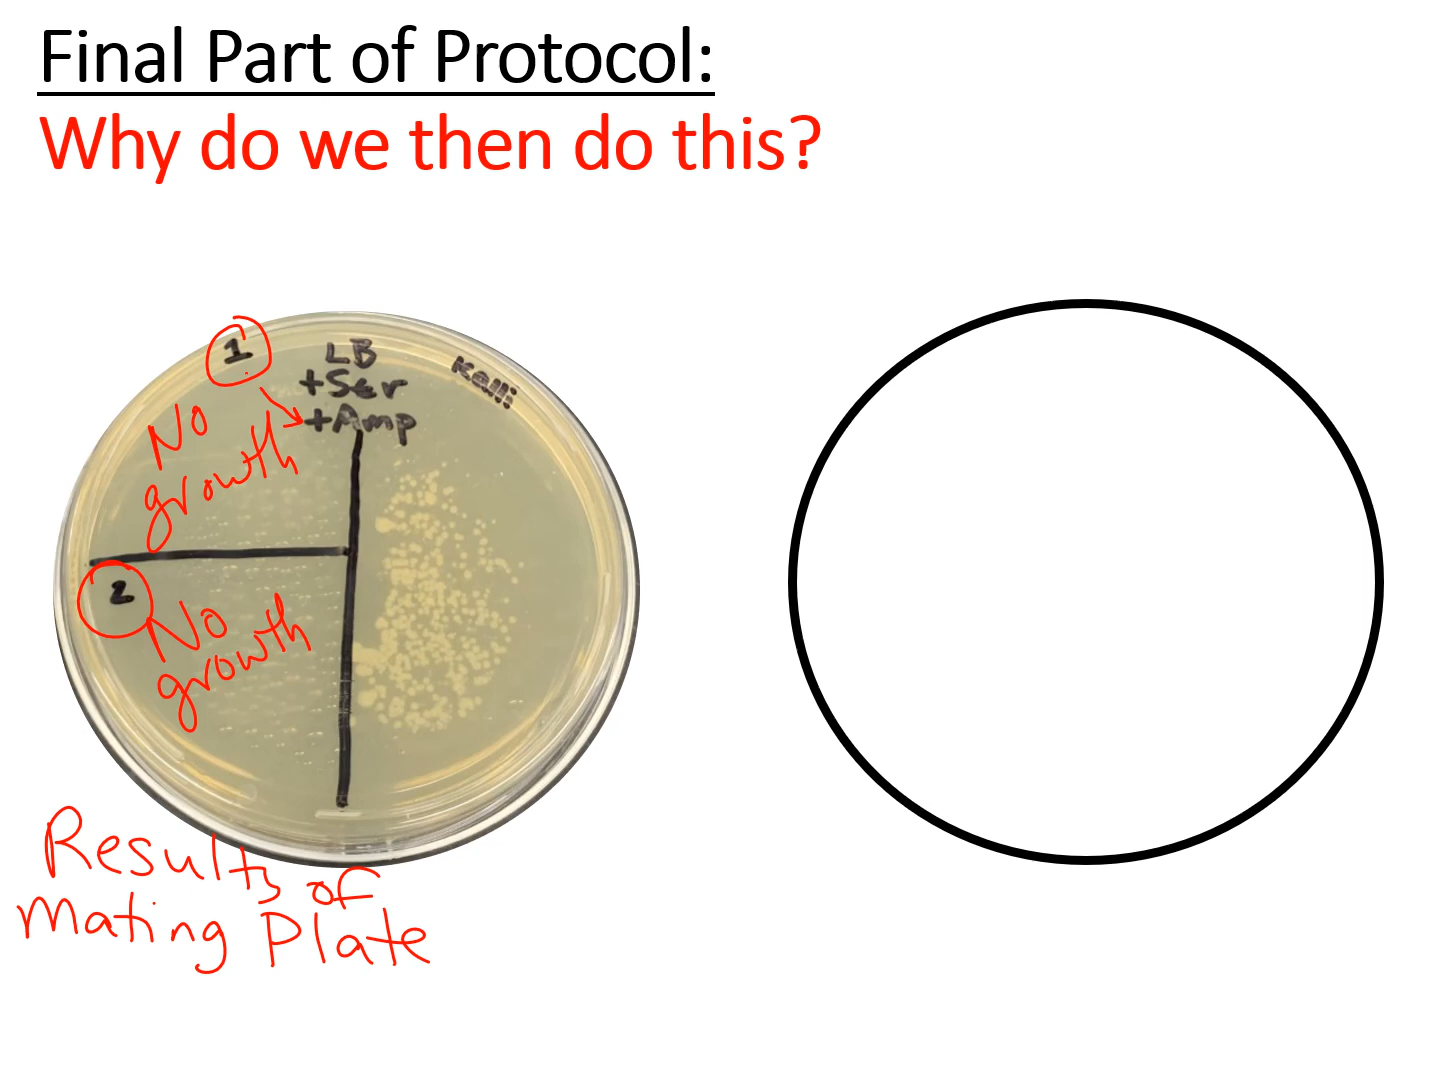 Final Part of Protocol:
Why do we then do this?
1
LB
+Ser
+Amp
Kalli
No
growth
2
No
growth
Results of
Mating Plate